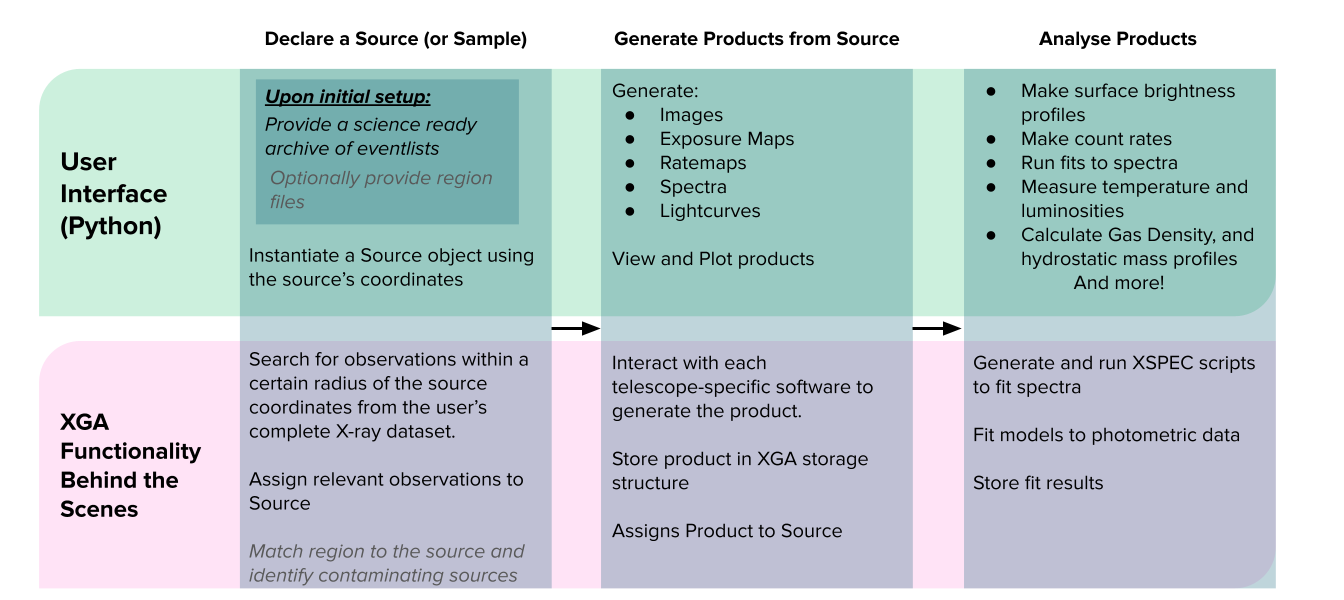 Declare a Source (or Sample)
Generate Products from Source
Analyse Products
User
Interface
(Python)
Upon initial setup:
Provide a science ready
archive of eventlists
Optionally provide region
files
Instantiate a Source object using
the source's coordinates
Generate:
● Images
● Exposure Maps
● Ratemaps
● Spectra
● Lightcurves
View and Plot products
● Make surface brightness
profiles
● Make count rates
● Run fits to spectra
● Measure temperature and
luminosities
● Calculate Gas Density, and
hydrostatic mass profiles
And more!
XGA
Functionality
Behind the
Scenes
Search for observations within a
certain radius of the source
coordinates from the user's
complete X-ray dataset.
Assign relevant observations to
Source
Match region to the source and
identify contaminating sources
Interact with each
telescope-specific software to
generate the product.
Store product in XGA storage
structure
Assigns Product to Source
Generate and run XSPEC scripts
to fit spectra
Fit models to photometric data
Store fit results